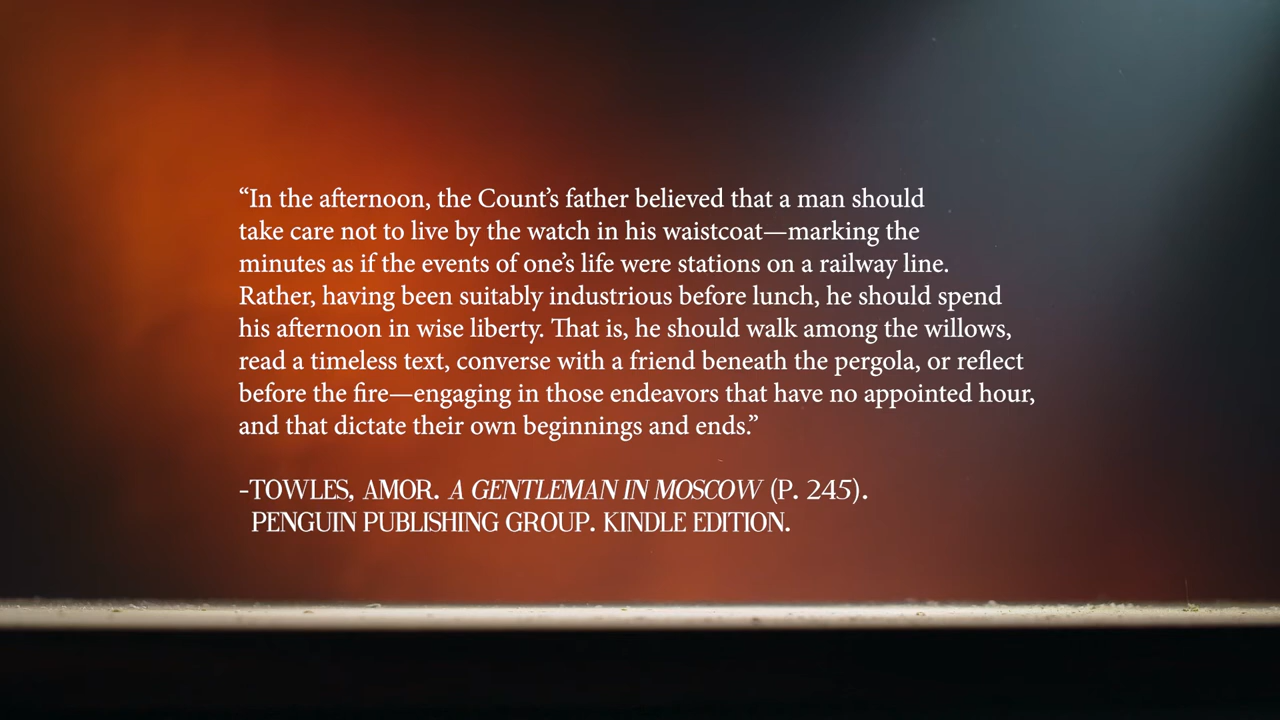 “In the afternoon, the Count’s father believed that a man should
take care not to live by the watch in his waistcoat—marking the
minutes as if the events of one’s life were stations on a railway line.
Rather, having been suitably industrious before lunch, he should spend
his afternoon in wise liberty. That is, he should walk among the willows,
read a timeless text, converse with a friend beneath the pergola, or reflect
before the fire—engaging in those endeavors that have no appointed hour,
and that dictate their own beginnings and ends.”
-TOWLES, AMOR. A GENTLEMAN IN MOSCOW (P. 245).
PENGUIN PUBLISHING GROUP. KINDLE EDITION.